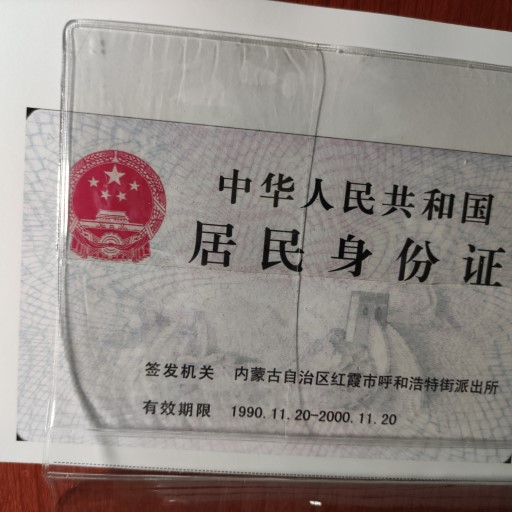 中华人民共和国
居民身份证
签发机关 内蒙古自治区红霞市呼和浩特街派出所
有效期限 1990.11.20-2000.11.20